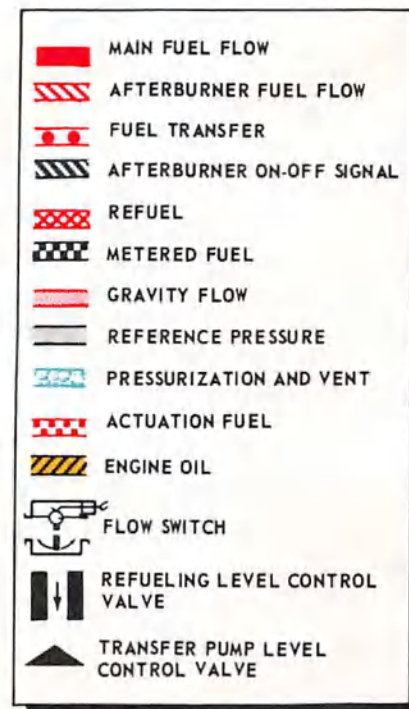 MAIN FUEL FLOW
AFTERBURNER FUEL FLOW
FUEL TRANSFER
AFTERBURNER ON-OFF SIGNAL
REFUEL
METERED FUEL
GRAVITY FLOW
REFERENCE PRESSURE
PRESSURIZATION AND VENT
ACTUATION FUEL
ENGINE OIL
FLOW SWITCH
REFUELING LEVEL CONTROL
VALVE
TRANSFER PUMP LEVEL
CONTROL VALVE